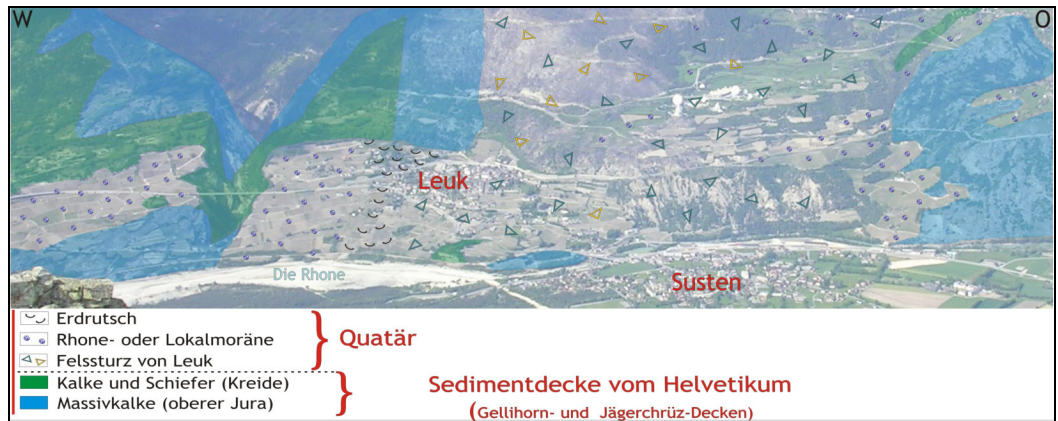 W
O
Leuk
Die Rhone
Susten
Erdrutsch
Rhone- oder Lokalmoräne
Quatär
Felssturz von Leuk
Kalke und Schiefer (Kreide)
Sedimentdecke vom Helvetikum
Massivkalke (oberer Jura)
(Gellihorn- und Jägerchrüz-Decken)